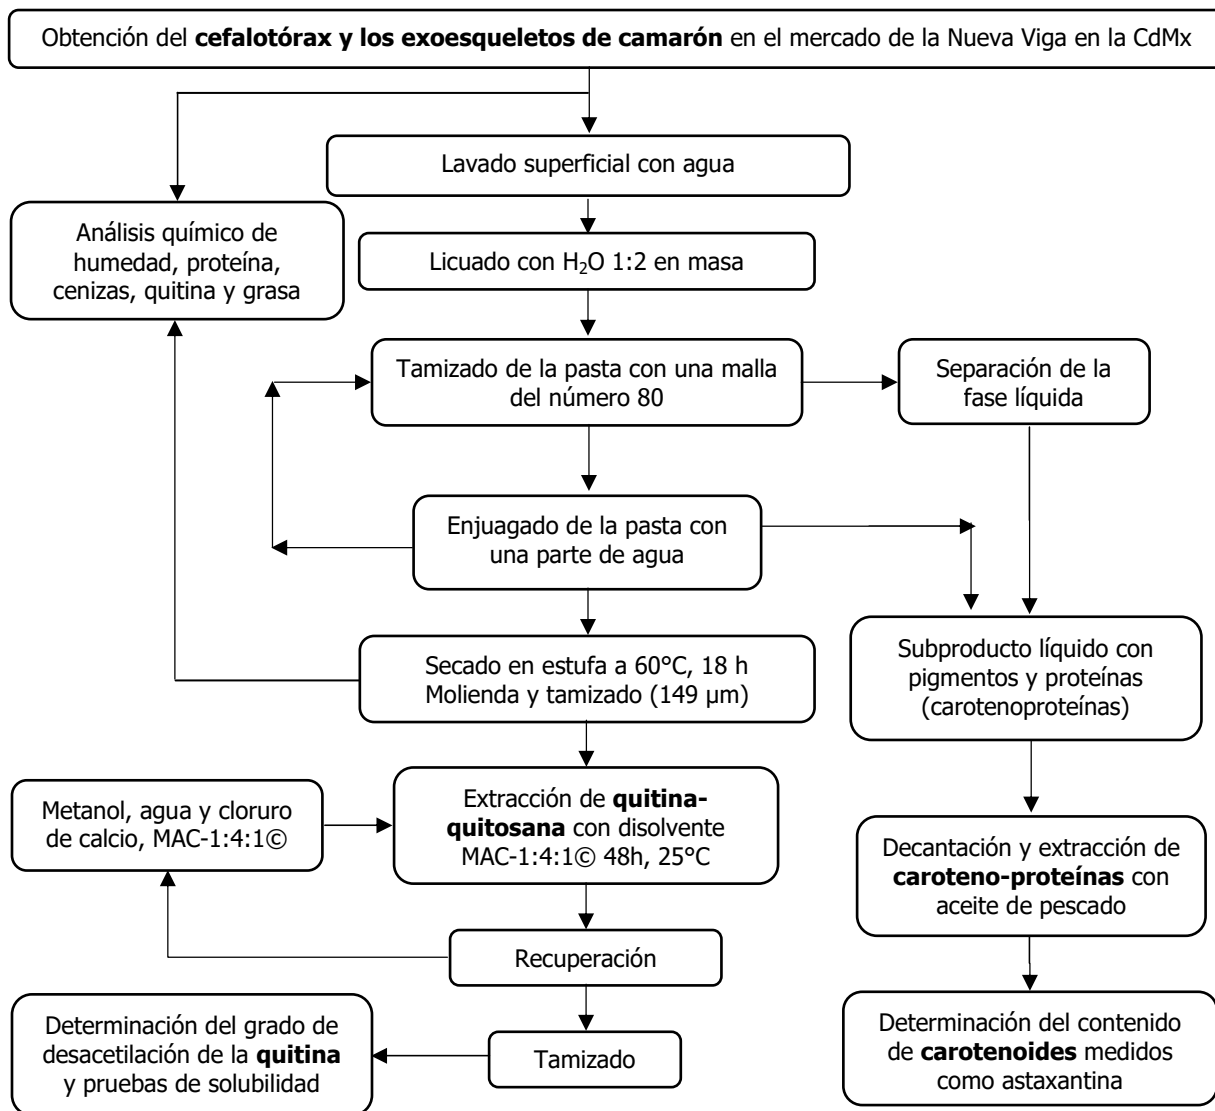 Obtención del cefalotórax y los exoesqueletos de camarón en el mercado de la Nueva Viga en la CdMx
Lavado superficial con agua
Análisis químico de
humedad, proteína,
cenizas, quitina y grasa
Licuado con H₂O 1:2 en masa
Tamizado de la pasta con una malla
del número 80
Separación de la
fase líquida
Enjuagado de la pasta con
una parte de agua
Secado en estufa a 60°C, 18 h
Molienda y tamizado (149 µm)
Subproducto líquido con
pigmentos y proteínas
(carotenoproteínas)
Metanol, agua y cloruro
de calcio, MAC-1:4:1©
Extracción de quitina-
quitosana con disolvente
MAC-1:4:1© 48h, 25°C
Decantación y extracción de
caroteno-proteínas con
aceite de pescado
Recuperación
Determinación del grado de
desacetilación de la quitina
y pruebas de solubilidad
Tamizado
Determinación del contenido
de carotenoides medidos
como astaxantina